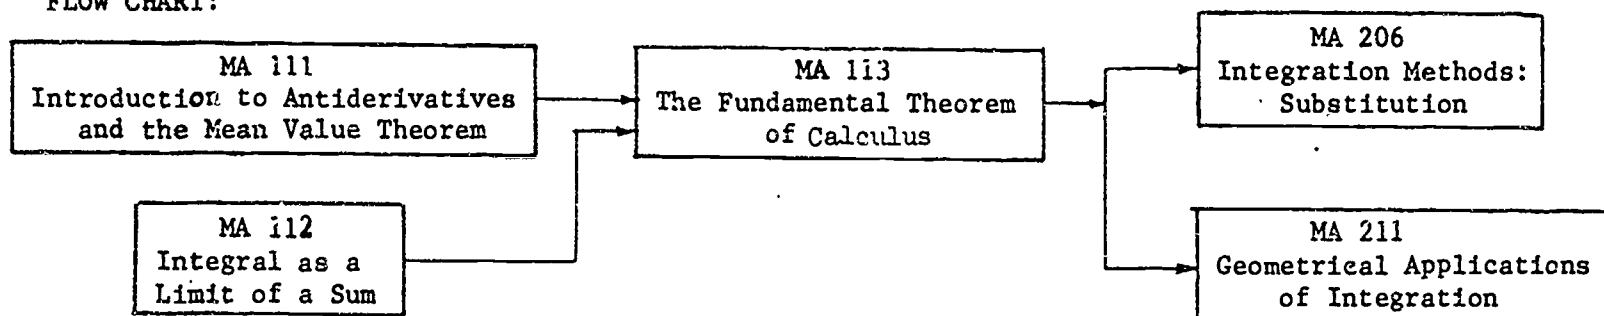 FLOW CHART:
MA 111
Introduction to Antiderivatives
and the Mean Value Theorem
MA 112
Integral as a
Limit of a Sum
MA 113
The Fundamental Theorem
of Calculus
MA 206
Integration Methods:
Substitution
MA 211
Geometrical Applications
of Integration